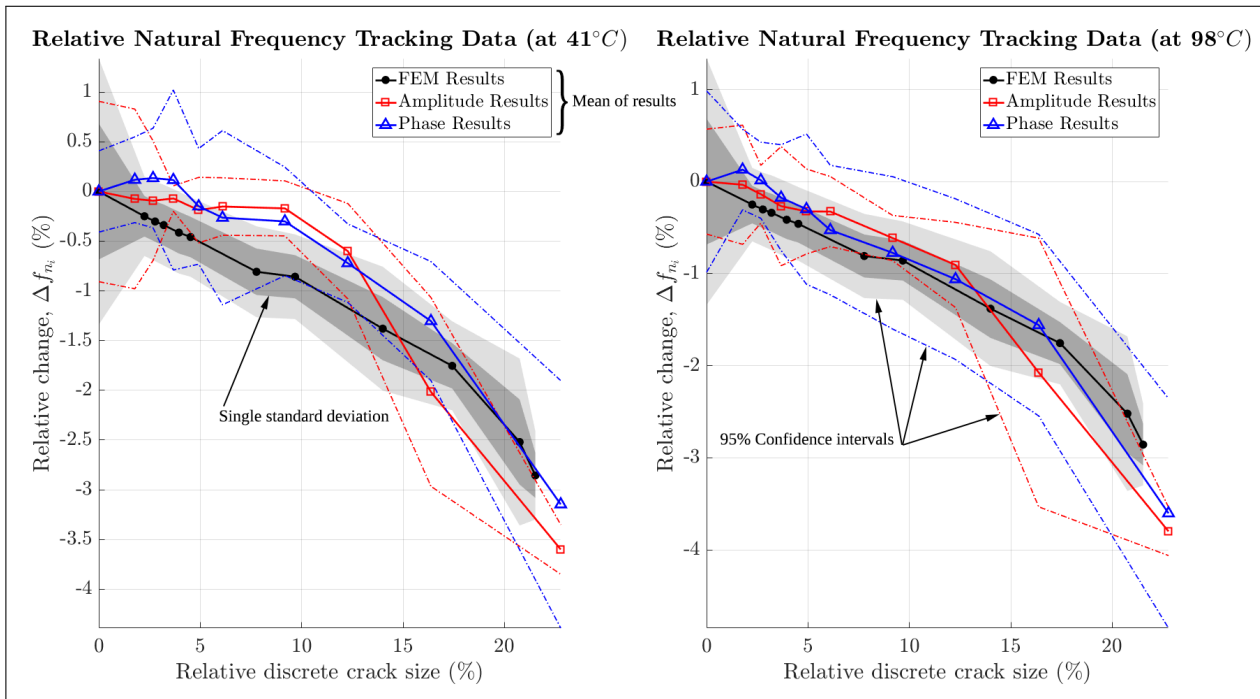 Relative Natural Frequency Tracking Data (at 41°C)
1
0.5
0
-0.5
-1
-1.5
-2
-2.5
-3
-3.5
-4
Relative change, Δf_{n_i} (%)
FEM Results
Amplitude Results
Phase Results
Mean of results
Single standard deviation
0 5 10 15 20
Relative discrete crack size (%)
Relative Natural Frequency Tracking Data (at 98°C)
1
0
-1
-2
-3
-4
Relative change, Δf_{n_i} (%)
FEM Results
Amplitude Results
Phase Results
95% Confidence intervals
0 5 10 15 20
Relative discrete crack size (%)